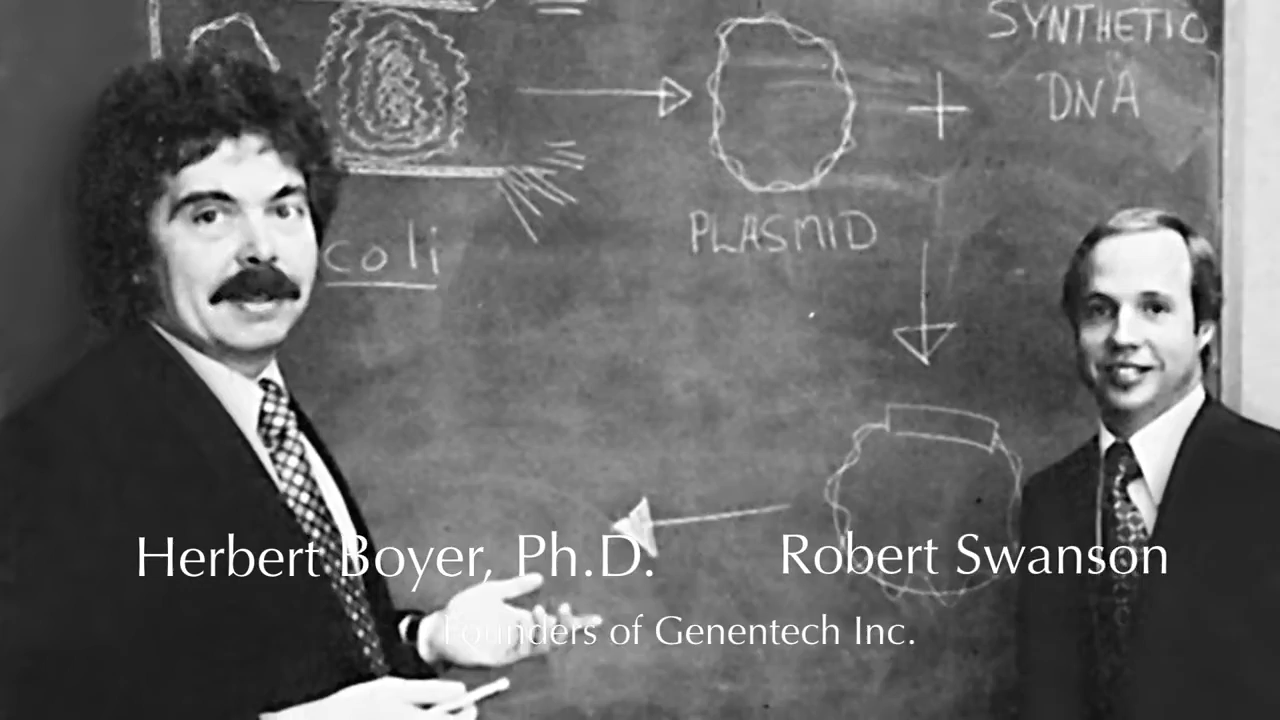 SYNTHETIC
DNA
PLASMID
coli
Herbert Boyer, Ph.D.
Robert Swanson
Founders of Genentech Inc.